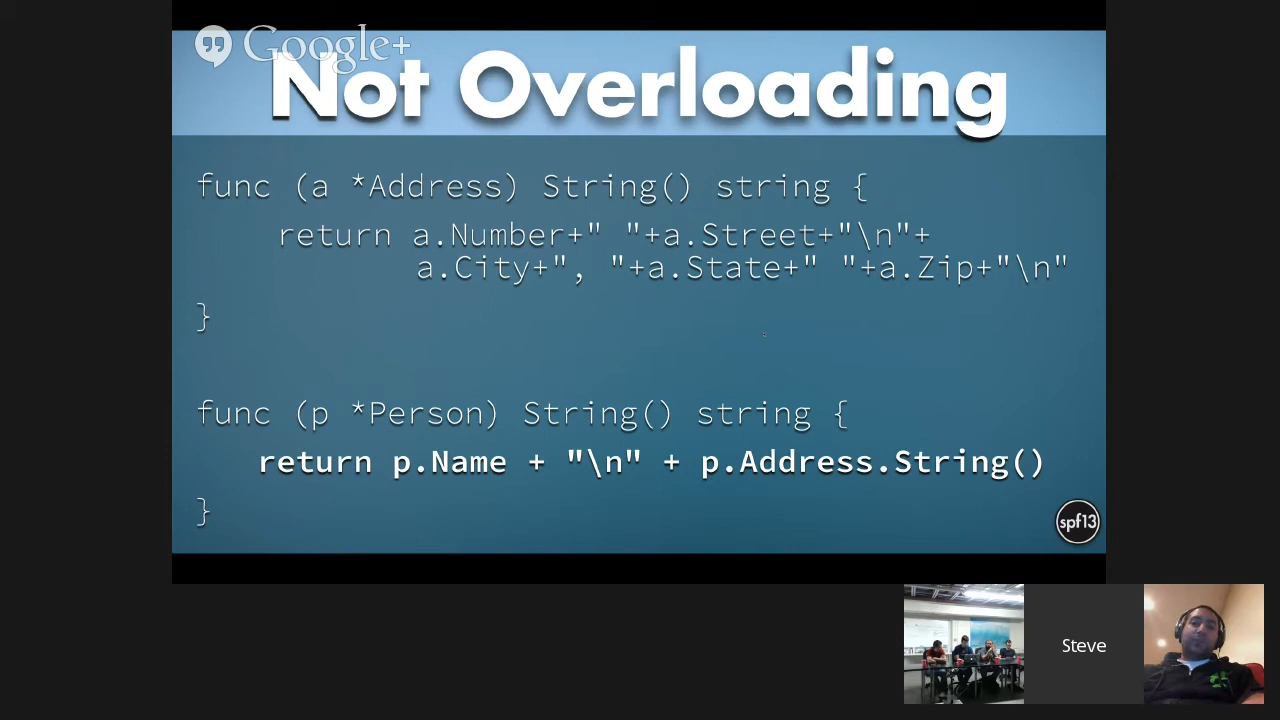 Google+
Not Overloading
func (a *Address) String() string {
return a.Number+" "+a.Street+"\n"+
a.City+", "+a.State+" "+a.Zip+"\n"
}
func (p *Person) String() string {
return p.Name + "\n" + p.Address.String()
}
spf13
Steve